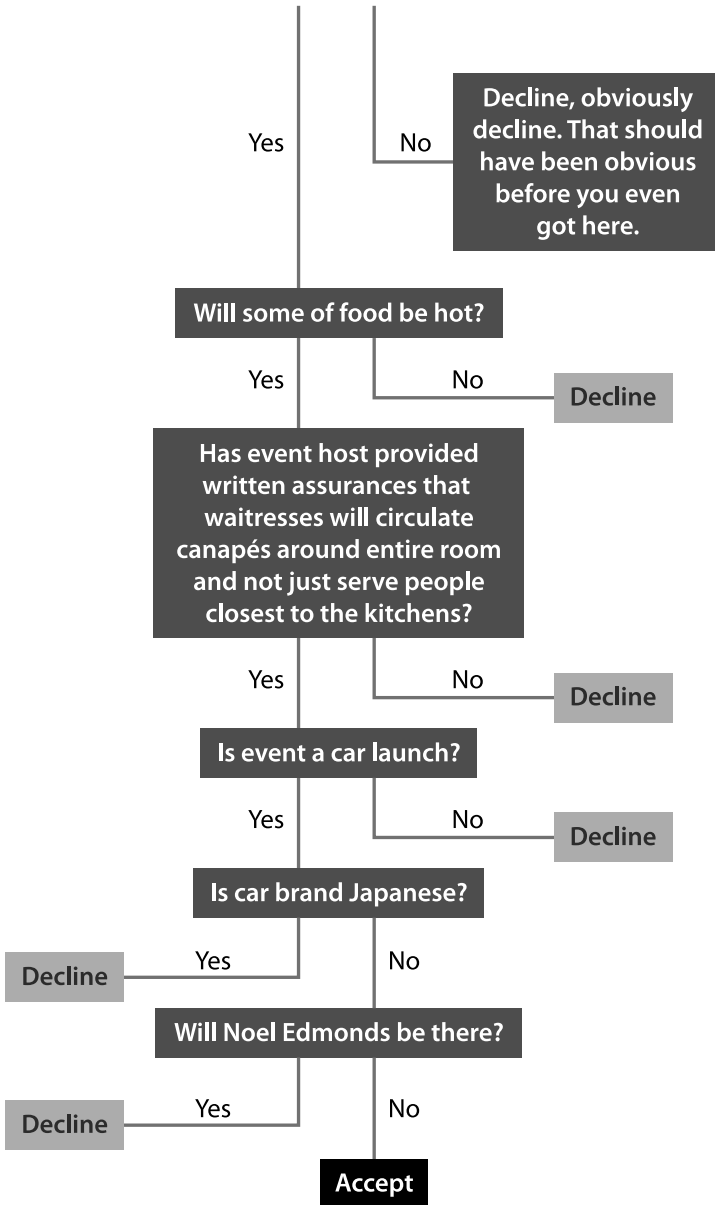 Yes
No
Decline, obviously
decline. That should
have been obvious
before you even
got here.
Will some of food be hot?
Yes
No
Decline
Has event host provided
written assurances that
waitresses will circulate
canapés around entire room
and not just serve people
closest to the kitchens?
Yes
No
Decline
Is event a car launch?
Yes
No
Decline
Is car brand Japanese?
Yes
No
Decline
Will Noel Edmonds be there?
Yes
No
Decline
Accept